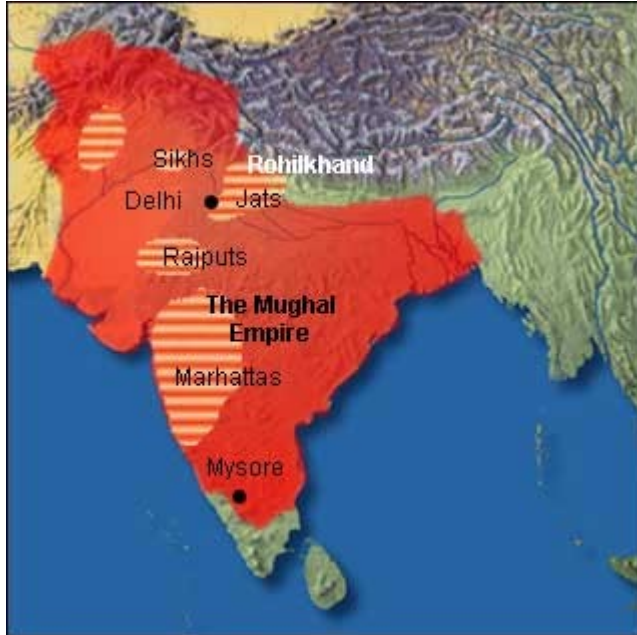 Sikhs
Rohilkhand
Delhi
Jats
Rajputs
The Mughal
Empire
Marhattas
Mysore